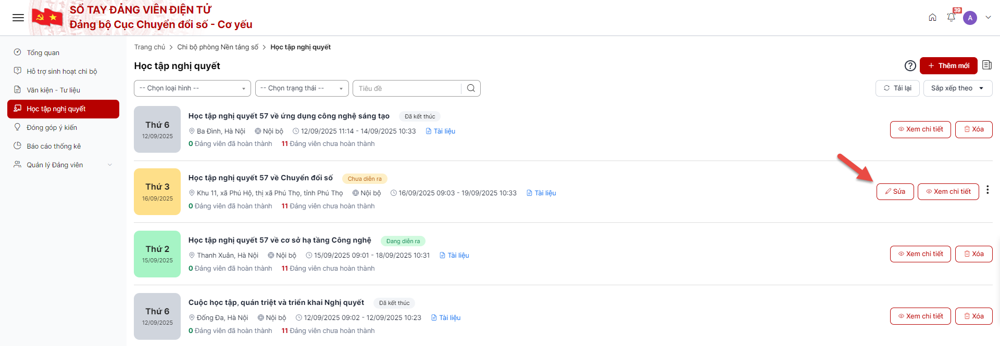 SỔ TAY ĐẢNG VIÊN ĐIỆN TỬ
Đảng bộ Cục Chuyển đổi số - Cơ yếu
39
A
Tổng quan
Hỗ trợ sinh hoạt chi bộ
Văn kiện - Tư liệu
Học tập nghị quyết
Đóng góp ý kiến
Báo cáo thống kê
Quản lý Đảng viên
Trang chủ > Chi bộ phòng Nền tảng số > Học tập nghị quyết
Học tập nghị quyết
+ Thêm mới
-- Chọn loại hình --
-- Chọn trạng thái --
Tiêu đề
Tải lại
Sắp xếp theo
Thứ 6
12/09/2025
Học tập nghị quyết 57 về ứng dụng công nghệ sáng tạo Đã kết thúc
Ba Đình, Hà Nội Nội bộ 12/09/2025 11:14 - 14/09/2025 10:33 Tài liệu
0 Đảng viên đã hoàn thành 11 Đảng viên chưa hoàn thành
Xem chi tiết Xóa
Thứ 3
16/09/2025
Học tập nghị quyết 57 về Chuyển đổi số Chưa diễn ra
Khu 11, xã Phú Hộ, thị xã Phú Thọ, tỉnh Phú Thọ Nội bộ 16/09/2025 09:03 - 19/09/2025 10:33 Tài liệu
0 Đảng viên đã hoàn thành 11 Đảng viên chưa hoàn thành
Sửa Xem chi tiết
Thứ 2
15/09/2025
Học tập nghị quyết 57 về cơ sở hạ tầng Công nghệ Đang diễn ra
Thanh Xuân, Hà Nội Nội bộ 15/09/2025 09:01 - 18/09/2025 10:31 Tài liệu
0 Đảng viên đã hoàn thành 11 Đảng viên chưa hoàn thành
Xem chi tiết Xóa
Thứ 6
12/09/2025
Cuộc học tập, quán triệt và triển khai Nghị quyết Đã kết thúc
Đống Đa, Hà Nội Nội bộ 12/09/2025 09:02 - 12/09/2025 10:23 Tài liệu
0 Đảng viên đã hoàn thành 11 Đảng viên chưa hoàn thành
Xem chi tiết Xóa